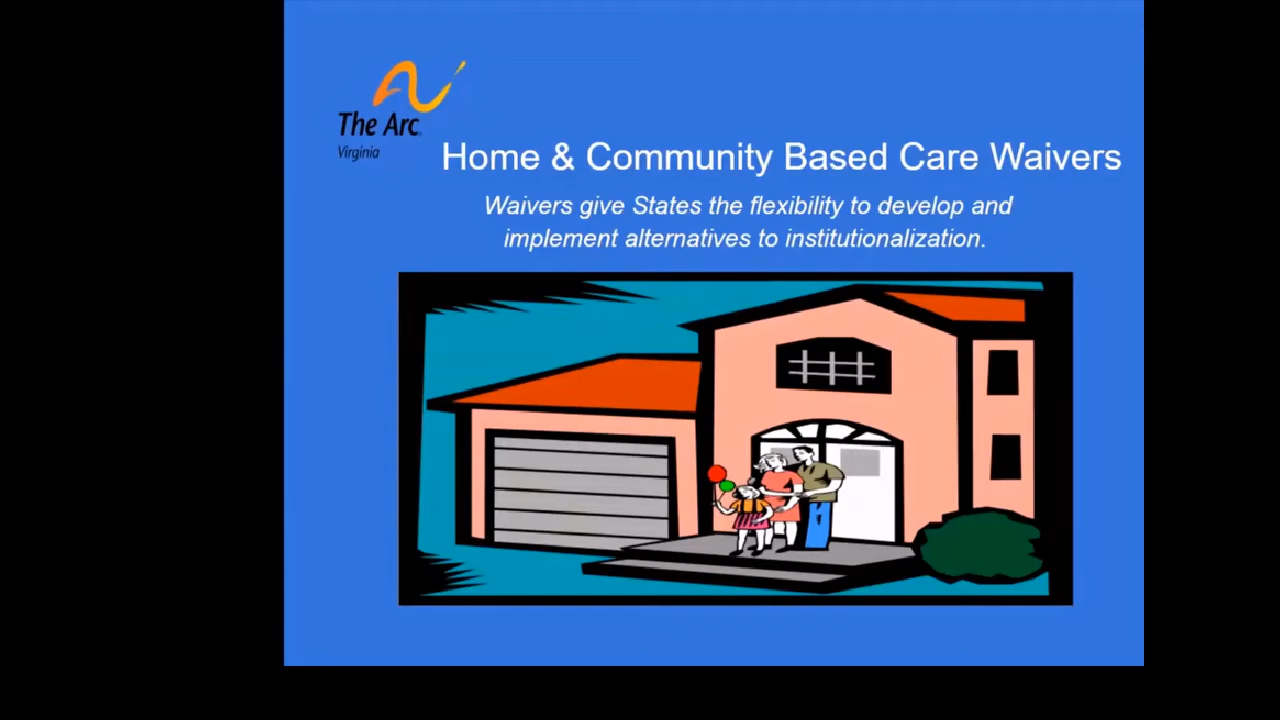 The Arc
Virginia
Home & Community Based Care Waivers
Waivers give States the flexibility to develop and
implement alternatives to institutionalization.